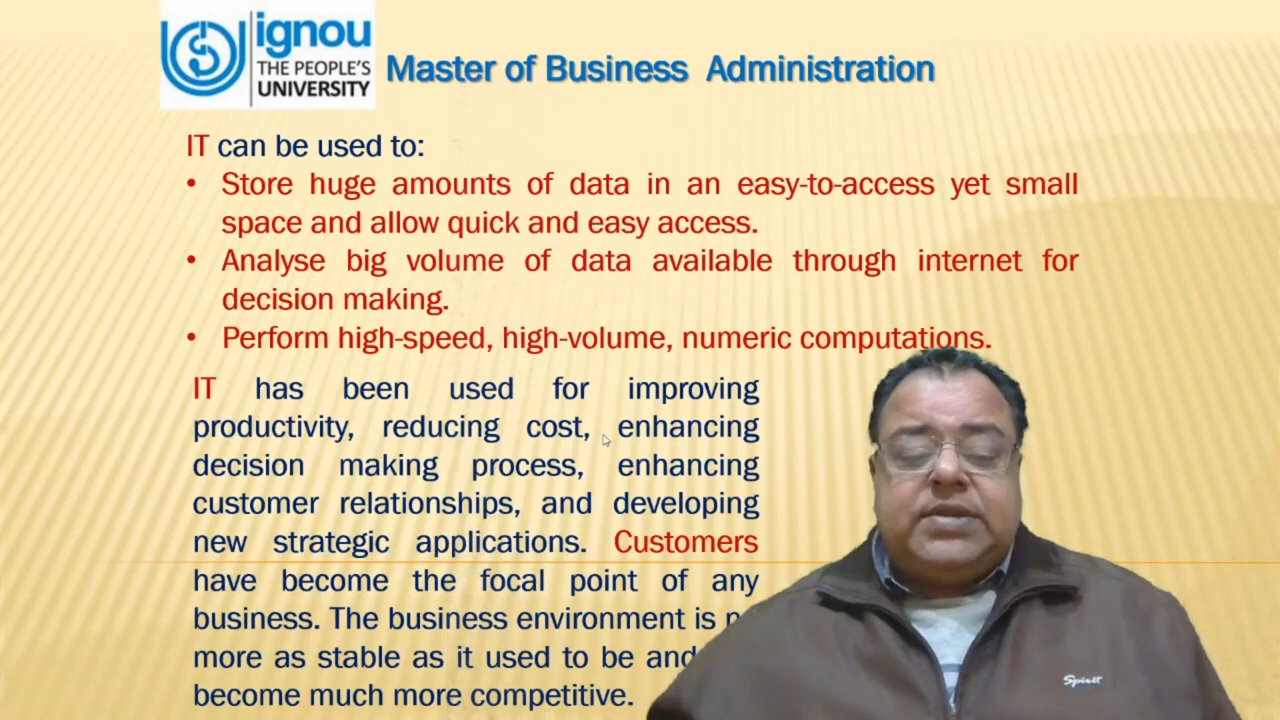 ignou
THE PEOPLE'S
UNIVERSITY
Master of Business Administration
IT can be used to:
• Store huge amounts of data in an easy-to-access yet small
space and allow quick and easy access.
• Analyse big volume of data available through internet for
decision making.
• Perform high-speed, high-volume, numeric computations.
IT has been used for improving
productivity, reducing cost, enhancing
decision making process, enhancing
customer relationships, and developing
new strategic applications. Customers
have become the focal point of any
business. The business environment is
more as stable as it used to be and
become much more competitive.
Spirit